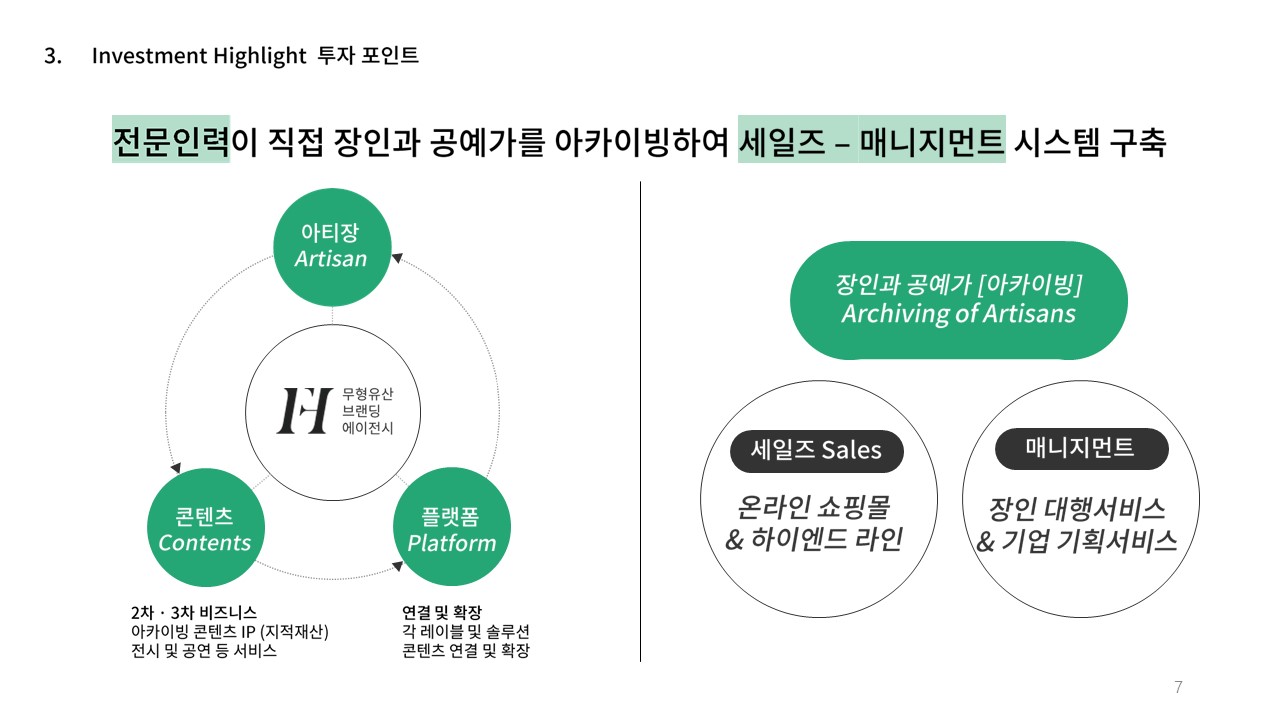 3. Investment Highlight 투자 포인트
전문인력이 직접 장인과 공예가를 아카이빙하여 세일즈 – 매니지먼트 시스템 구축
아티장
Artisan
무형유산
브랜딩
에이전시
콘텐츠
Contents
플랫폼
Platform
2차 · 3차 비즈니스
아카이빙 콘텐츠 IP (지적재산)
전시 및 공연 등 서비스
연결 및 확장
각 레이블 및 솔루션
콘텐츠 연결 및 확장
장인과 공예가 [아카이빙]
Archiving of Artisans
세일즈 Sales
온라인 쇼핑몰
& 하이엔드 라인
매니지먼트
장인 대행서비스
& 기업 기획서비스
7